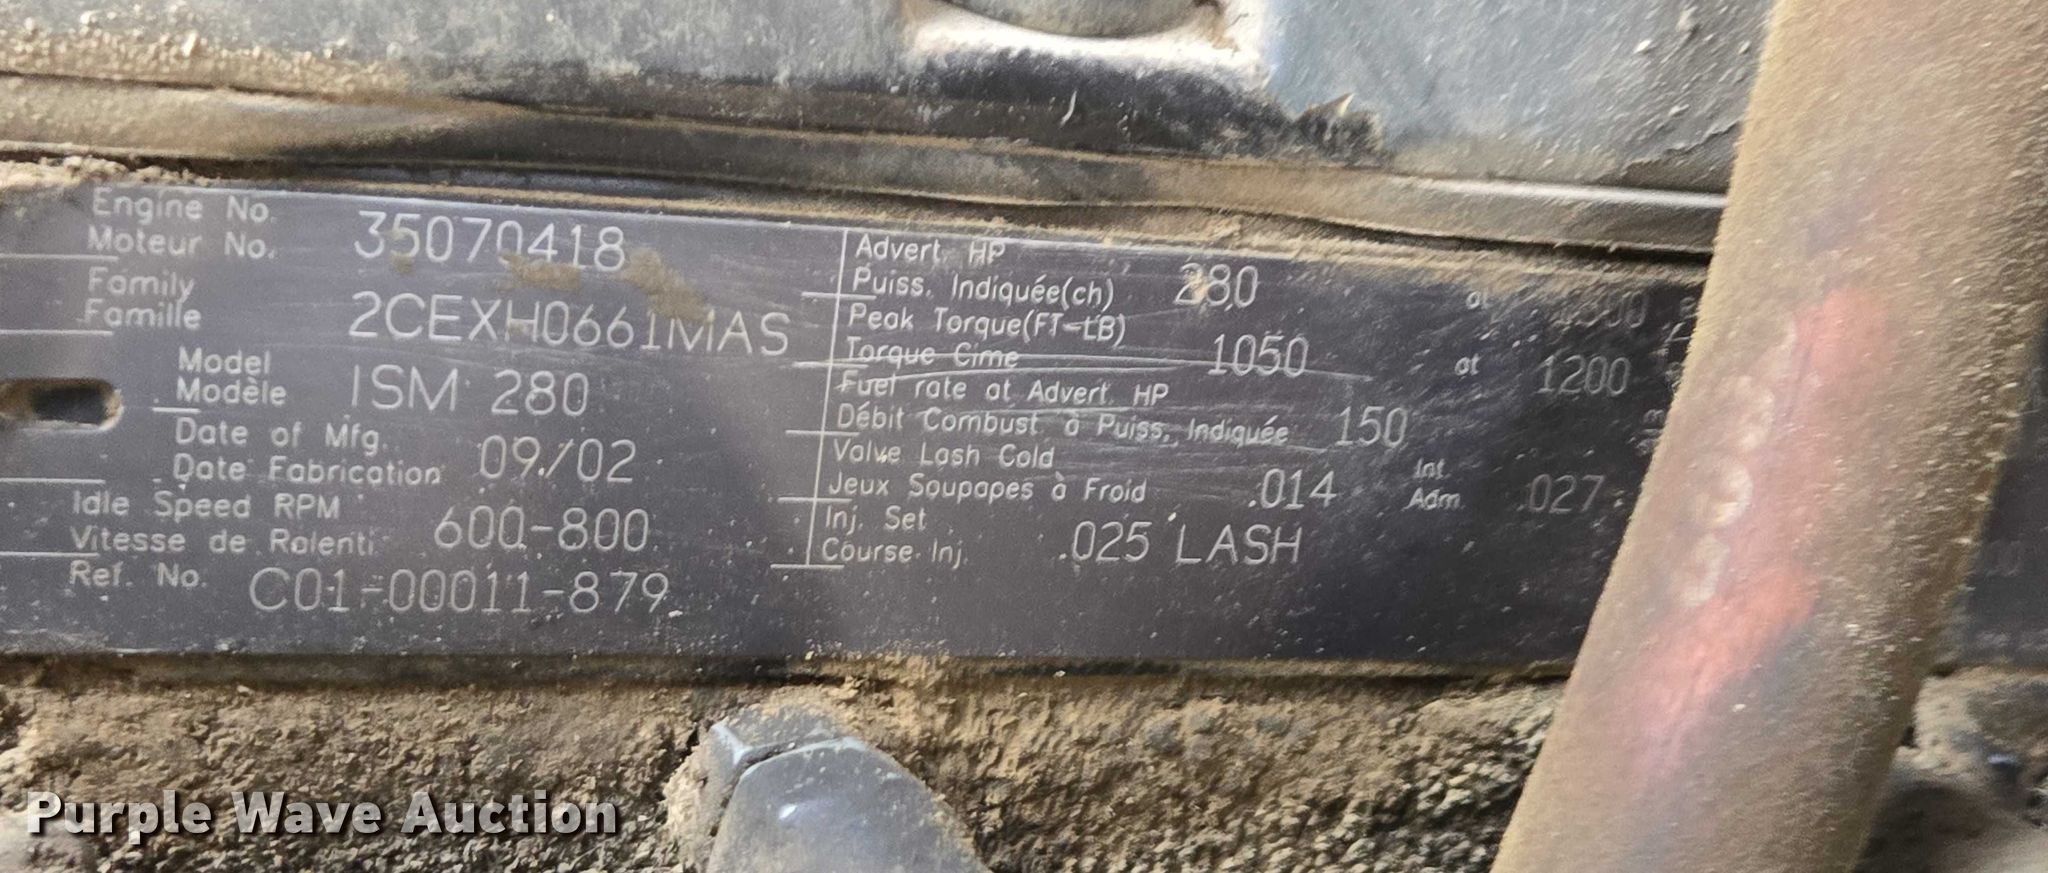 Engine No.
Moteur No. 35070418
Family
Famille 2CEXH0661MAS
Model
Modèle ISM 280
Date of Mfg.
Date Fabrication 09/02
Idle Speed RPM
Vitesse de Ralenti 600-800
Ref. No. C01-00011-879
Advert. HP
Puiss. Indiquée(ch) 280 at
Peak Torque(FT-LB)
Torque Cime 1050 at 1200
Fuel rate at Advert. HP
Débit Combust. à Puiss. Indiquée 150
Valve Lash Cold
Jeux Soupapes à Froid .014 Int. Adm. .027
Inj. Set
Course Inj. .025 LASH
Purple Wave Auction